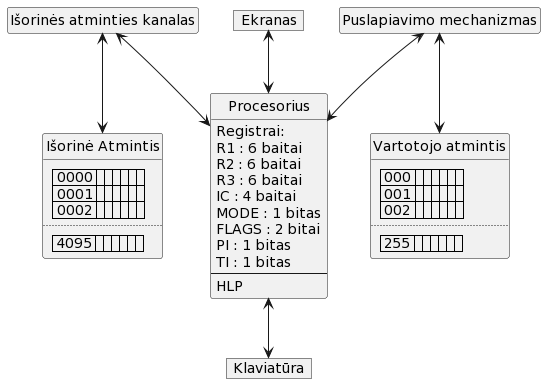 Išorinės atminties kanalas
Ekranas
Puslapiavimo mechanizmas
Išorinė Atmintis
0000
0001
0002
4095
Procesorius
Registrai:
R1 : 6 baitai
R2 : 6 baitai
R3 : 6 baitai
IC : 4 baitai
MODE : 1 bitas
FLAGS : 2 bitai
PI : 1 bitas
TI : 1 bitas
HLP
Vartotojo atmintis
000
001
002
255
Klaviatūra